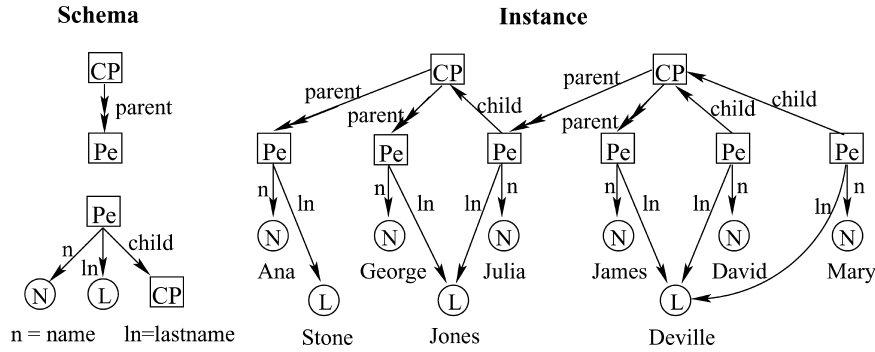 Schema
Instance
CP
parent
Pe
Pe
n
ln
child
N
L
CP
n = name
ln=lastname
CP
CP
parent
parent
child
parent
parent
child
child
Pe
Pe
Pe
Pe
Pe
Pe
n
ln
n
ln
ln
n
n
ln
ln
n
ln
n
N
N
N
N
N
N
Ana
George
Julia
James
David
Mary
L
L
L
Stone
Jones
Deville